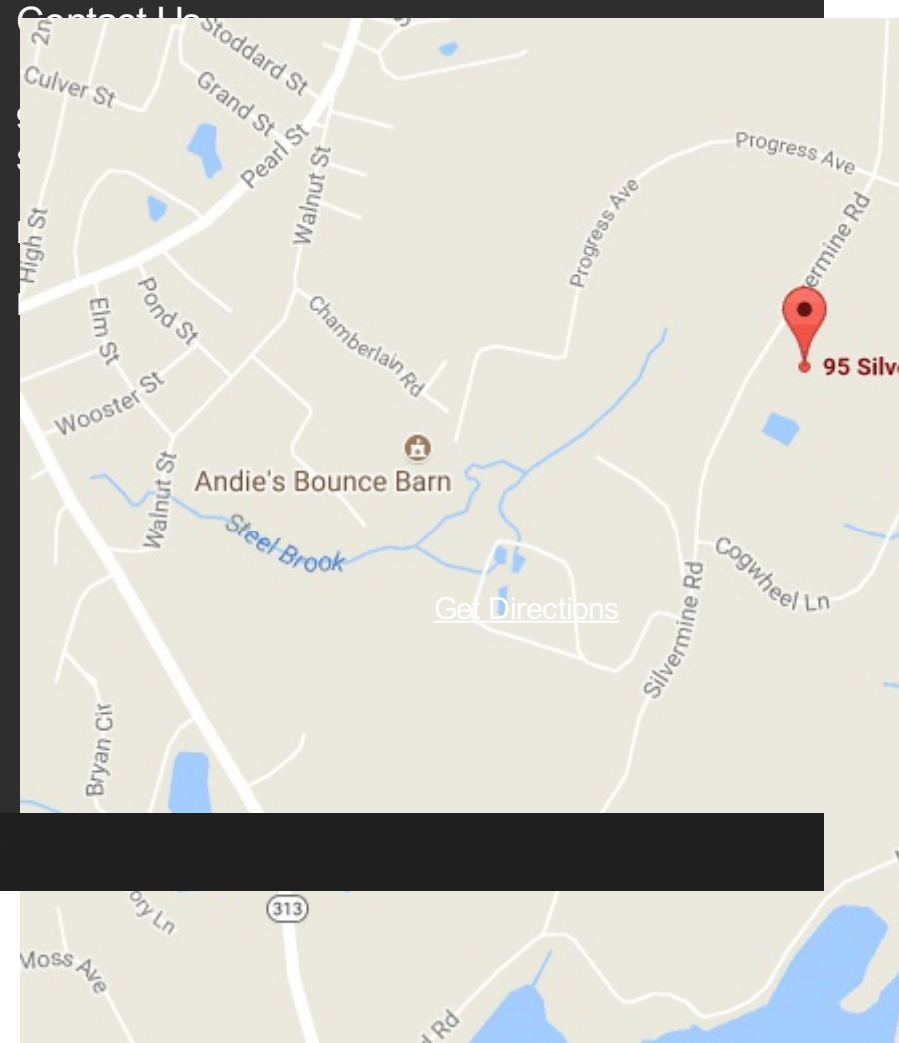 Contact Us
Stoddard St
Culver St
Grand St
Pearl St
Progress Ave
Walnut St
Progress Ave
High St
Elm St
Pond St
Chamberlain Rd
95
Wooster St
Andie's Bounce Barn
Walnut St
Steel Brook
Cogwheel Ln
Get Directions
Silvermine Rd
Bryan Cir
313
Ln
Moss Ave
Rd
Rd